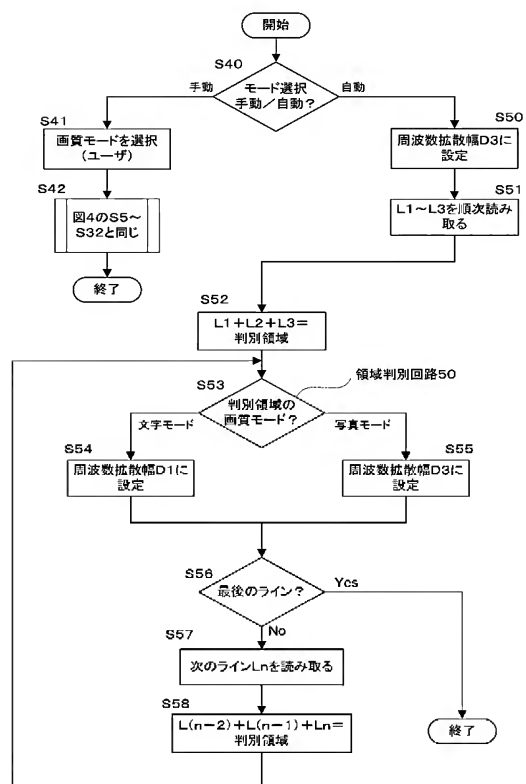 開始
S40
モード選択
手動/自動?
手動
自動
S41
画質モードを選択
(ユーザ)
S42
図4のS5~
S32と同じ
終了
S50
周波数拡散幅D3に
設定
S51
L1~L3を順次読み
取る
S52
L1+L2+L3=
判別領域
S53
領域判別回路50
判別領域の
画質モード?
文字モード
写真モード
S54
周波数拡散幅D1に
設定
S55
周波数拡散幅D3に
設定
S56
最後のライン?
Yes
No
S57
次のラインLnを読み取る
S58
L(n-2)+L(n-1)+Ln=
判別領域
終了